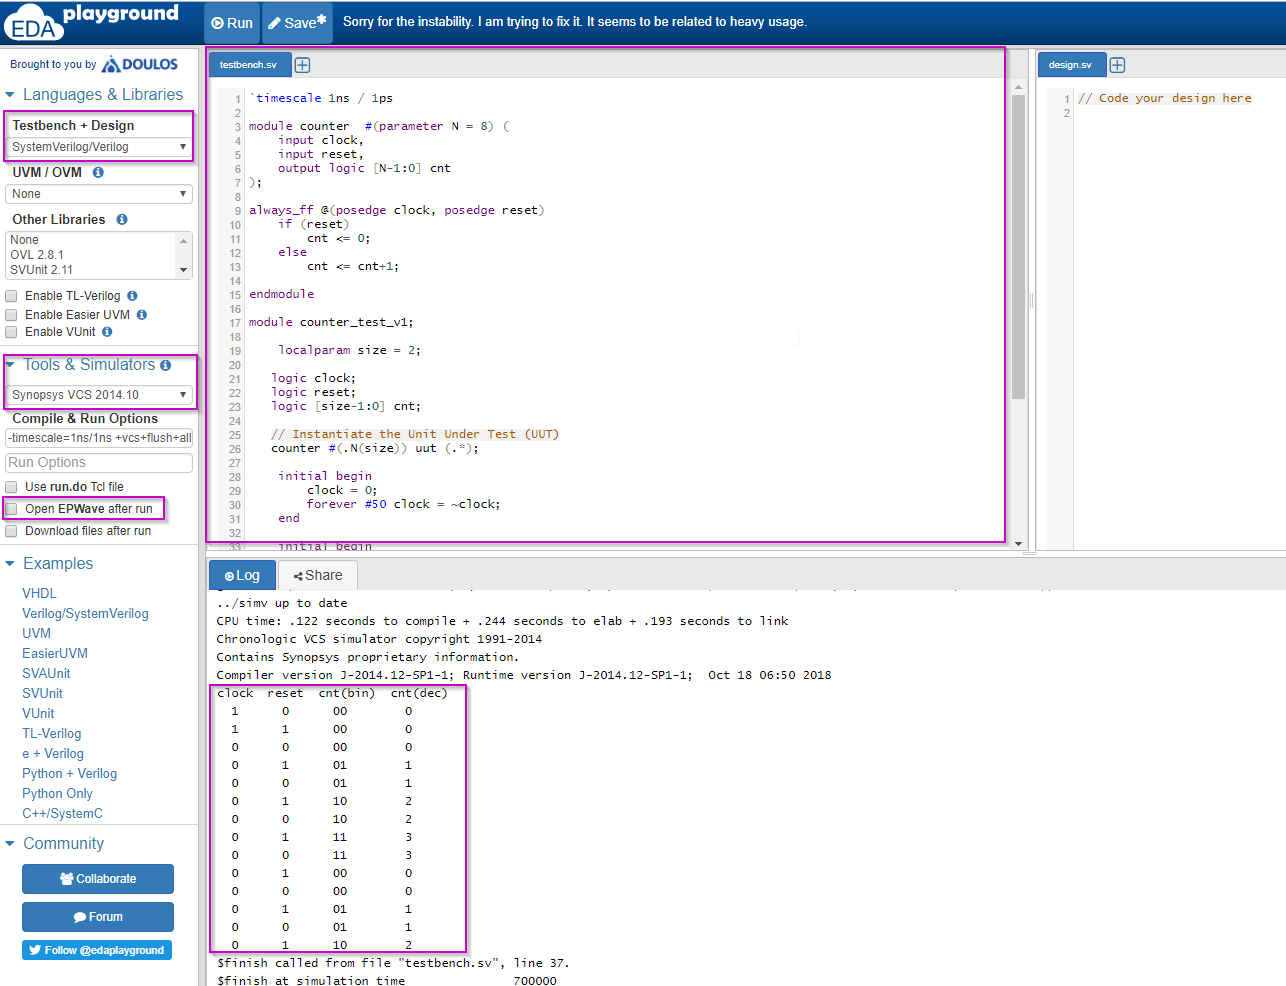 EDA playground
Run
Save*
Sorry for the instability. I am trying to fix it. It seems to be related to heavy usage.
Brought to you by DOULOS
Languages & Libraries
Testbench + Design
SystemVerilog/Verilog
UVM / OVM
None
Other Libraries
None
OVL 2.8.1
SVUnit 2.11
Enable TL-Verilog
Enable Easier UVM
Enable VUnit
Tools & Simulators
Synopsys VCS 2014.10
Compile & Run Options
-timescale=1ns/1ns +vcs+flush+all
Run Options
Use run.do Tcl file
Open EPWave after run
Download files after run
Examples
VHDL
Verilog/SystemVerilog
UVM
EasierUVM
SVAUnit
SVUnit
VUnit
TL-Verilog
e + Verilog
Python + Verilog
Python Only
C++/SystemC
Community
Collaborate
Forum
Follow @edaplayground
testbench.sv
1 `timescale 1ns / 1ps
2
3 module counter  #(parameter N = 8) (
4     input clock,
5     input reset,
6     output logic [N-1:0] cnt
7 );
8
9 always_ff @(posedge clock, posedge reset)
10     if (reset)
11         cnt <= 0;
12     else
13         cnt <= cnt+1;
14
15 endmodule
16
17 module counter_test_v1;
18
19     localparam size = 2;
20
21    logic clock;
22    logic reset;
23    logic [size-1:0] cnt;
24
25    // Instantiate the Unit Under Test (UUT)
26    counter #(.N(size)) uut (.*);
27
28     initial begin
29         clock = 0;
30         forever #50 clock = ~clock;
31     end
32
33     initial begin
design.sv
1 // Code your design here
2
Log
Share
../simv up to date
CPU time: .122 seconds to compile + .244 seconds to elab + .193 seconds to link
Chronologic VCS simulator copyright 1991-2014
Contains Synopsys proprietary information.
Compiler version J-2014.12-SP1-1; Runtime version J-2014.12-SP1-1;  Oct 18 06:50 2018
clock  reset  cnt(bin)  cnt(dec)
1 0 00 0
1 1 00 0
0 0 00 0
0 1 01 1
0 0 01 1
0 1 10 2
0 0 10 2
0 1 11 3
0 0 11 3
0 1 00 0
0 0 00 0
0 1 01 1
0 0 01 1
0 1 10 2
$finish called from file "testbench.sv", line 37.
$finish at simulation time 700000